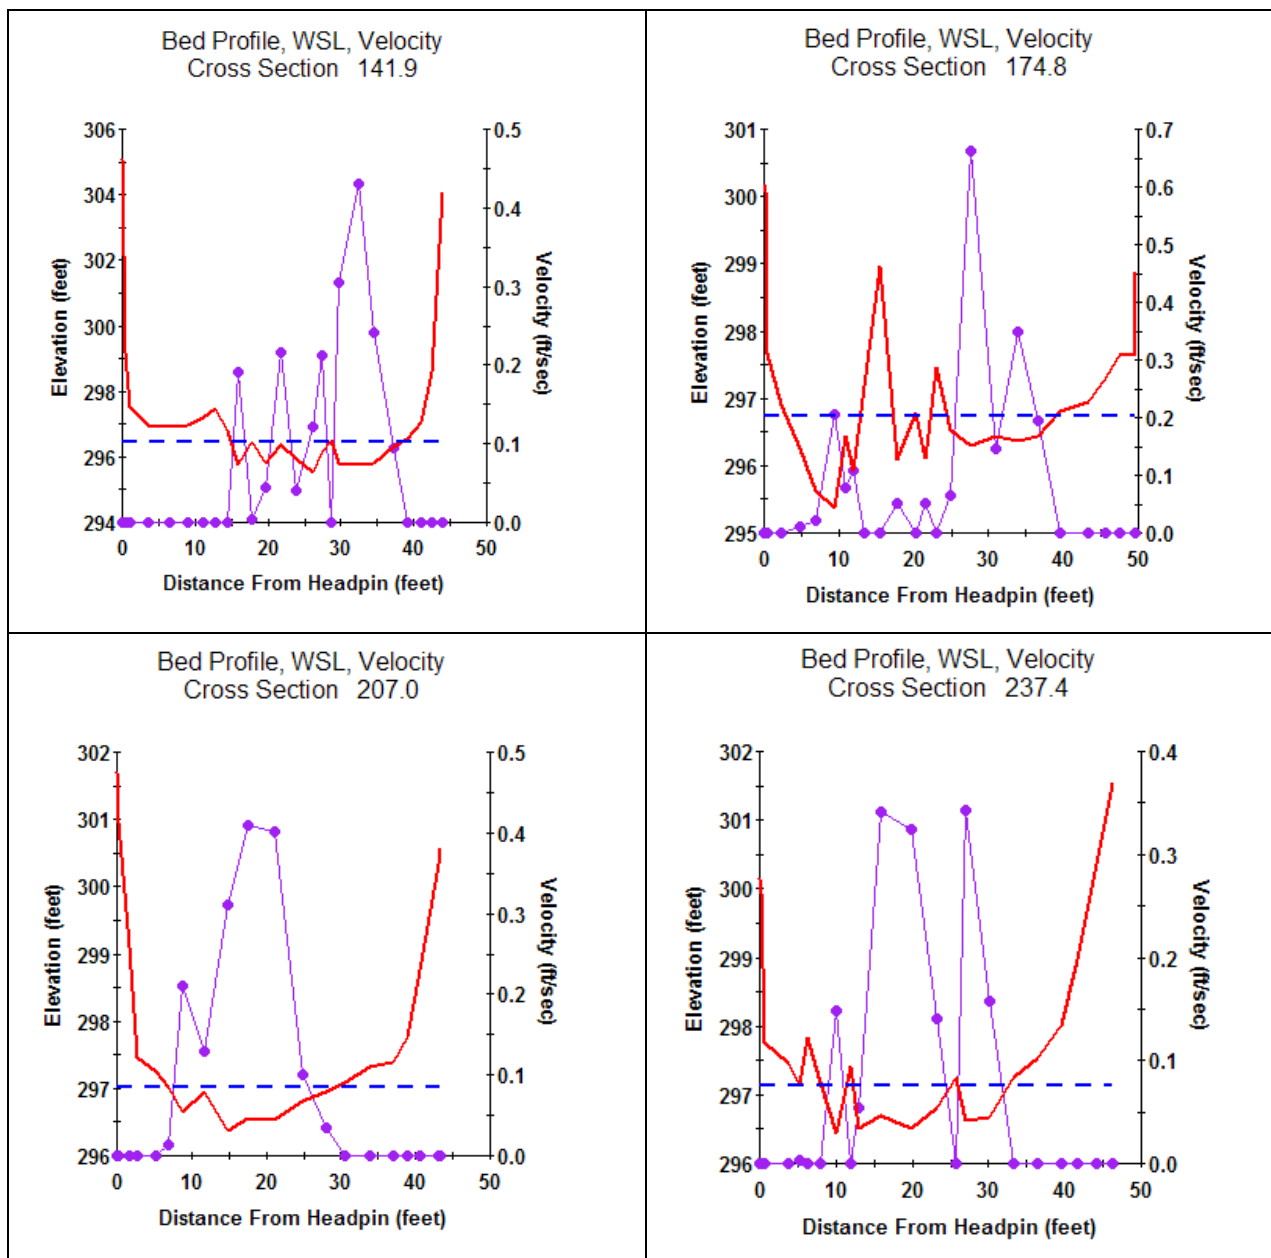 Bed Profile, WSL, Velocity
Cross Section 141.9
306
304
302
300
298
296
294
Elevation (feet)
0.5
0.4
0.3
0.2
0.1
0.0
Velocity (ft/sec)
0 10 20 30 40 50
Distance From Headpin (feet)
Bed Profile, WSL, Velocity
Cross Section 174.8
301
300
299
298
297
296
295
Elevation (feet)
0.7
0.6
0.5
0.4
0.3
0.2
0.1
0.0
Velocity (ft/sec)
0 10 20 30 40 50
Distance From Headpin (feet)
Bed Profile, WSL, Velocity
Cross Section 207.0
302
301
300
299
298
297
296
Elevation (feet)
0.5
0.4
0.3
0.2
0.1
0.0
Velocity (ft/sec)
0 10 20 30 40 50
Distance From Headpin (feet)
Bed Profile, WSL, Velocity
Cross Section 237.4
302
301
300
299
298
297
296
Elevation (feet)
0.4
0.3
0.2
0.1
0.0
Velocity (ft/sec)
0 10 20 30 40 50
Distance From Headpin (feet)